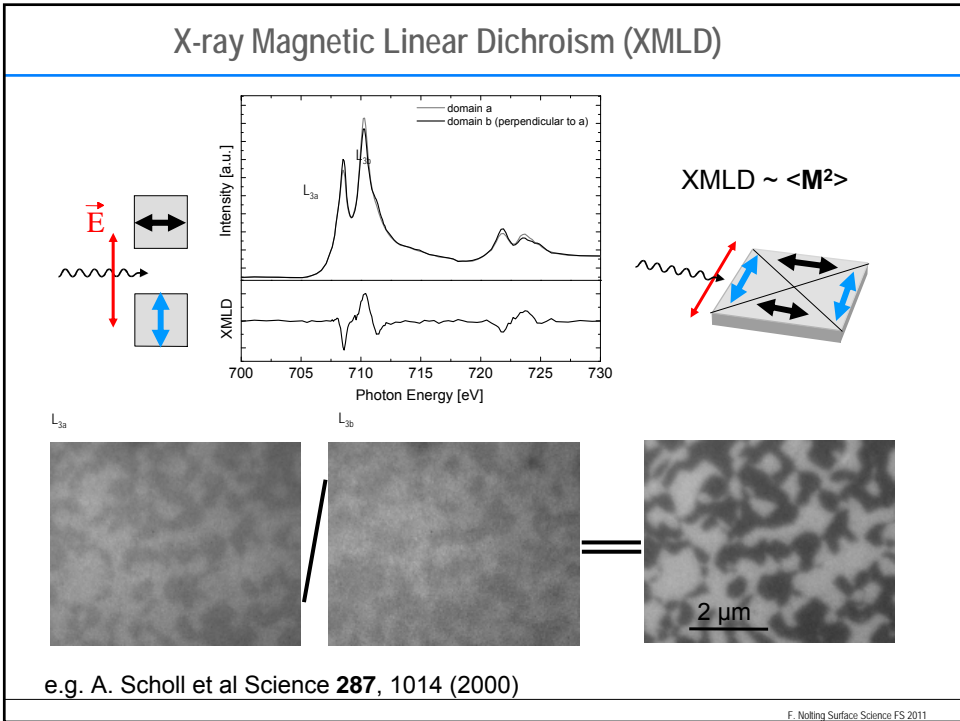 X-ray Magnetic Linear Dichroism (XMLD)
domain a
domain b (perpendicular to a)
Intensity [a.u.]
L3a
L3b
E
XMLD ~ <M²>
XMLD
700 705 710 715 720 725 730
Photon Energy [eV]
L3a
L3b
2 µm
e.g. A. Scholl et al Science 287, 1014 (2000)
F. Nolting Surface Science FS 2011